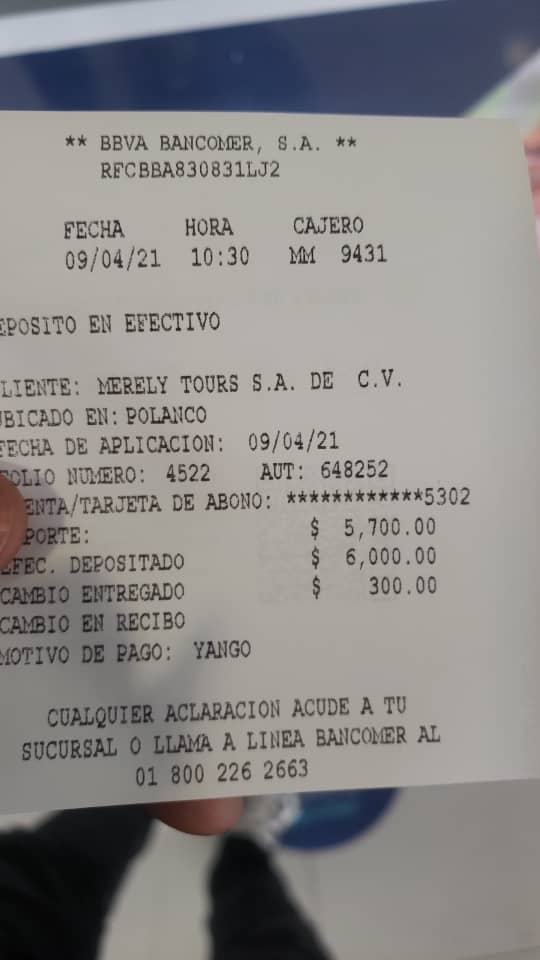 ** BBVA BANCOMER, S.A. **
RFCBBA830831LJ2
FECHA HORA CAJERO
09/04/21 10:30 MM 9431
EPOSITO EN EFECTIVO
LIENTE: MERELY TOURS S.A. DE C.V.
UBICADO EN: POLANCO
FECHA DE APLICACION: 09/04/21
FOLIO NUMERO: 4522 AUT: 648252
ENTA/TARJETA DE ABONO: ************5302
PORTE: $ 5,700.00
EFEC. DEPOSITADO $ 6,000.00
CAMBIO ENTREGADO $ 300.00
CAMBIO EN RECIBO
MOTIVO DE PAGO: YANGO
CUALQUIER ACLARACION ACUDE A TU
SUCURSAL O LLAMA A LINEA BANCOMER AL
01 800 226 2663